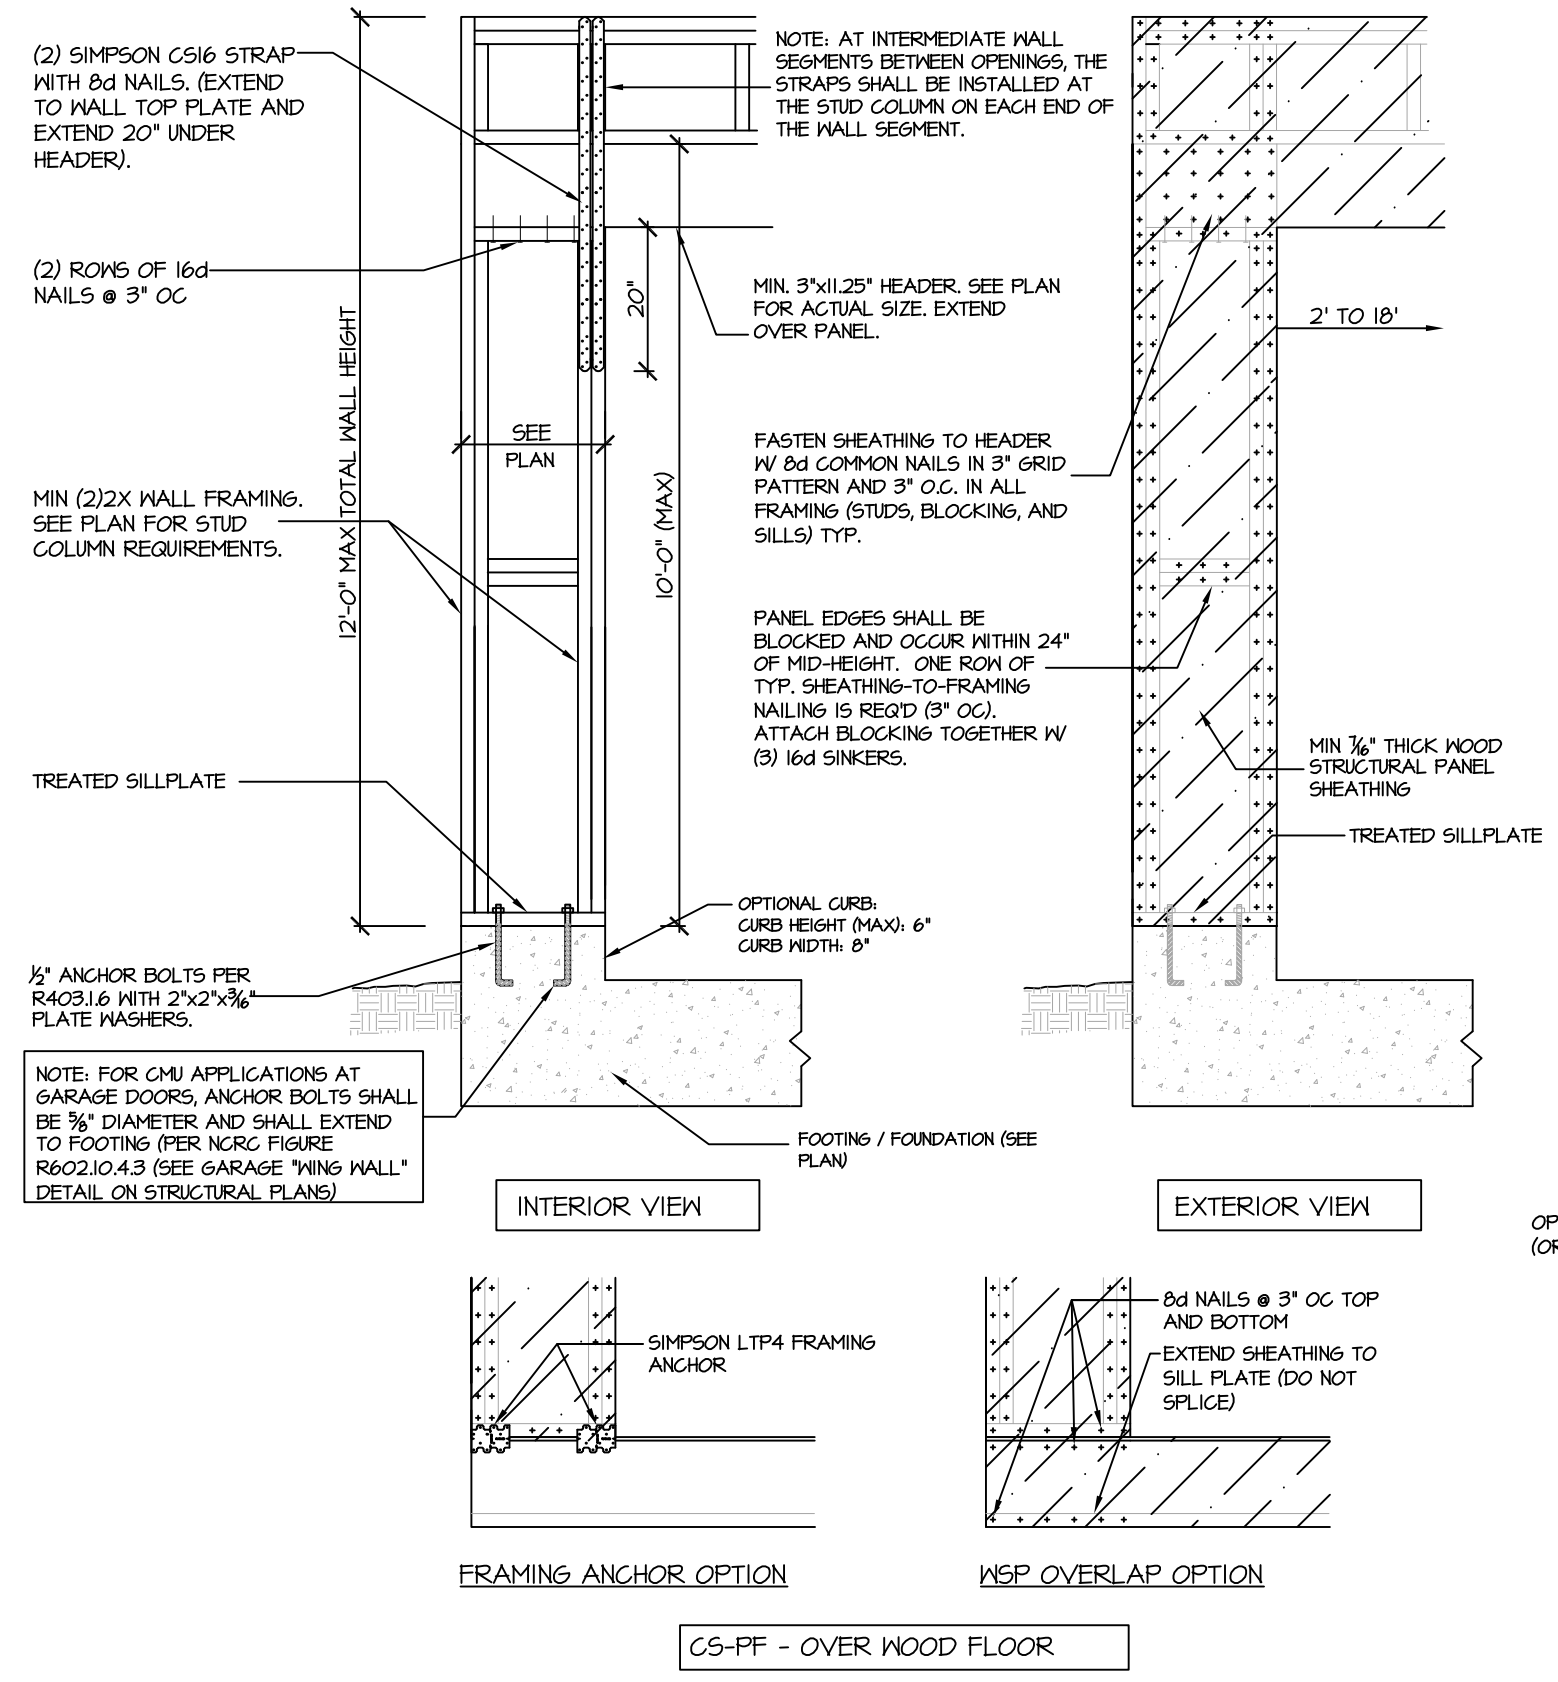 (2) SIMPSON CS16 STRAP
WITH 8d NAILS. (EXTEND
TO WALL TOP PLATE AND
EXTEND 20" UNDER
HEADER).
NOTE: AT INTERMEDIATE WALL
SEGMENTS BETWEEN OPENINGS, THE
STRAPS SHALL BE INSTALLED AT
THE STUD COLUMN ON EACH END OF
THE WALL SEGMENT.
(2) ROWS OF 16d
NAILS @ 3" OC
12'-0" MAX TOTAL WALL HEIGHT
20"
MIN. 3"x11.25" HEADER. SEE PLAN
FOR ACTUAL SIZE. EXTEND
OVER PANEL.
2' TO 18'
SEE
PLAN
10'-0" (MAX)
FASTEN SHEATHING TO HEADER
W/ 8d COMMON NAILS IN 3" GRID
PATTERN AND 3" O.C. IN ALL
FRAMING (STUDS, BLOCKING, AND
SILLS) TYP.
MIN (2)2X WALL FRAMING.
SEE PLAN FOR STUD
COLUMN REQUIREMENTS.
PANEL EDGES SHALL BE
BLOCKED AND OCCUR WITHIN 24"
OF MID-HEIGHT.  ONE ROW OF
TYP. SHEATHING-TO-FRAMING
NAILING IS REQ'D (3" OC).
ATTACH BLOCKING TOGETHER W/
(3) 16d SINKERS.
MIN 7/16" THICK WOOD
STRUCTURAL PANEL
SHEATHING
TREATED SILLPLATE
TREATED SILLPLATE
OPTIONAL CURB:
CURB HEIGHT (MAX): 6"
CURB WIDTH: 8"
1/2" ANCHOR BOLTS PER
R403.1.6 WITH 2"x2"x3/16"
PLATE WASHERS.
NOTE: FOR CMU APPLICATIONS AT
GARAGE DOORS, ANCHOR BOLTS SHALL
BE 5/8" DIAMETER AND SHALL EXTEND
TO FOOTING (PER NCRC FIGURE
R602.10.4.3 (SEE GARAGE "WING WALL"
DETAIL ON STRUCTURAL PLANS)
FOOTING / FOUNDATION (SEE
PLAN)
INTERIOR VIEW
EXTERIOR VIEW
OP
(OR
SIMPSON LTP4 FRAMING
ANCHOR
8d NAILS @ 3" OC TOP
AND BOTTOM
EXTEND SHEATHING TO
SILL PLATE (DO NOT
SPLICE)
FRAMING ANCHOR OPTION
WSP OVERLAP OPTION
CS-PF - OVER WOOD FLOOR